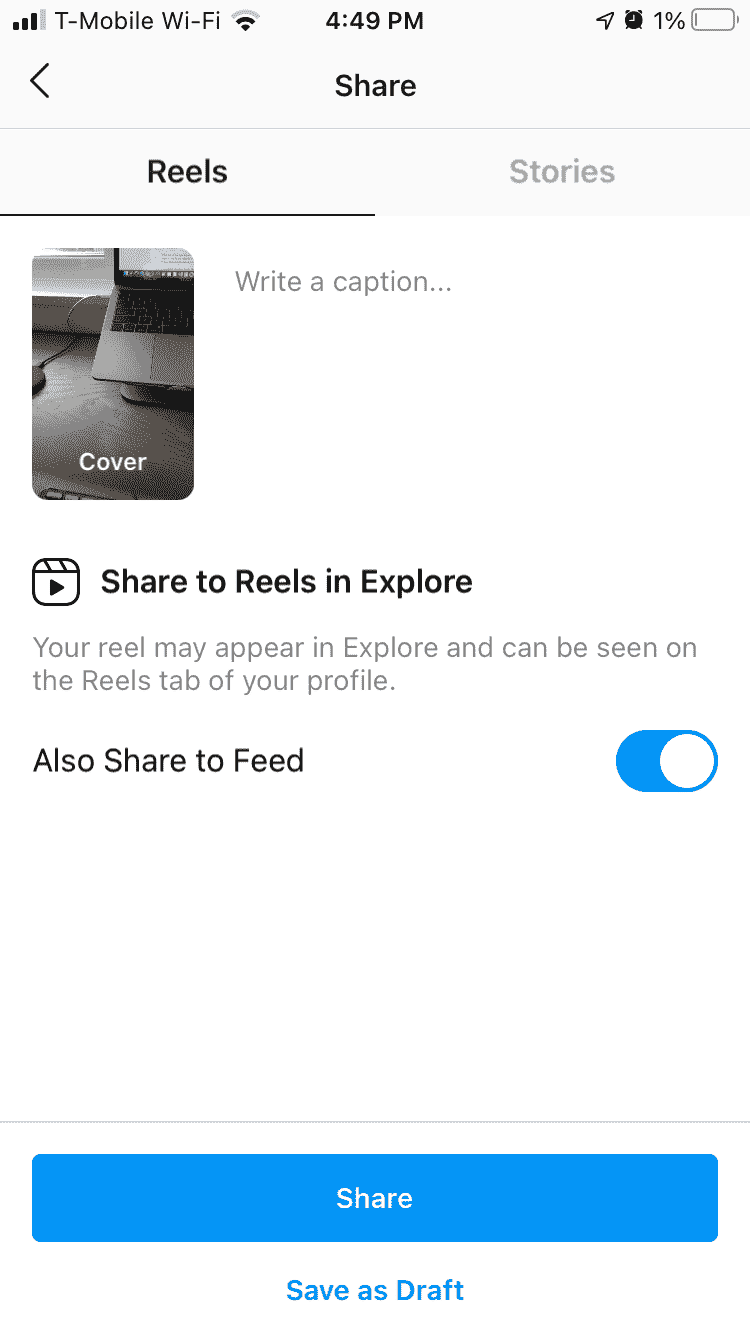 T-Mobile Wi-Fi 4:49 PM 1%
Share
Reels Stories
Write a caption...
Cover
Share to Reels in Explore
Your reel may appear in Explore and can be seen on
the Reels tab of your profile.
Also Share to Feed
Share
Save as Draft